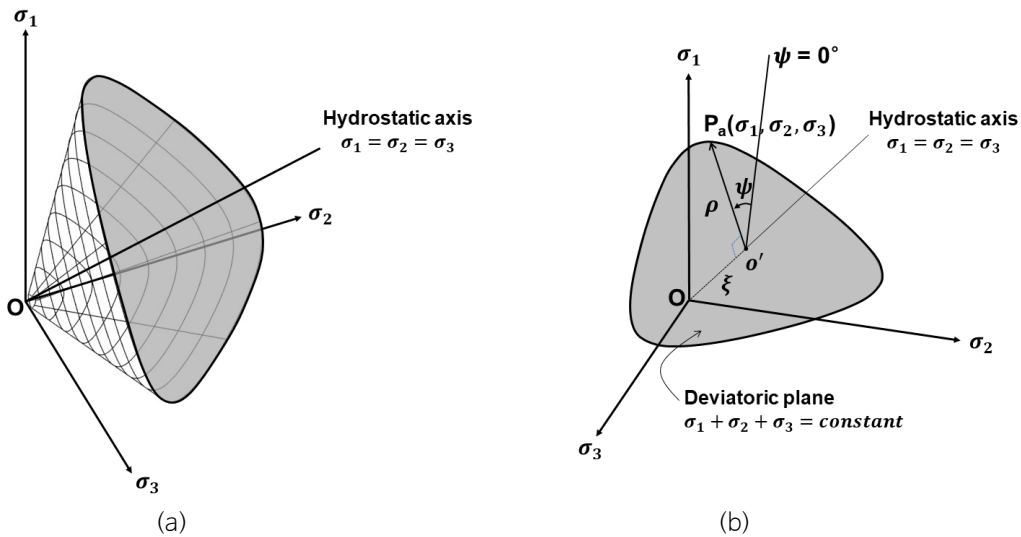 σ₁
Hydrostatic axis
σ₁ = σ₂ = σ₃
σ₂
O
σ₃
(a)
σ₁
ψ = 0°
Pₐ(σ₁, σ₂, σ₃)
Hydrostatic axis
σ₁ = σ₂ = σ₃
ψ
ρ
o′
ξ
O
σ₂
Deviatoric plane
σ₁ + σ₂ + σ₃ = constant
σ₃
(b)